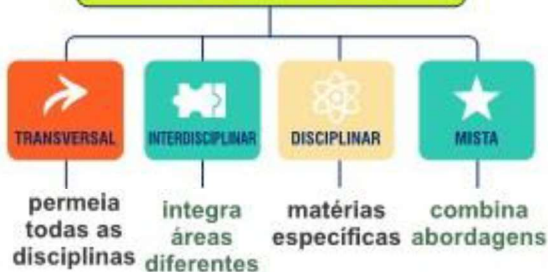 TRANSVERSAL
INTERDISCIPLINAR
DISCIPLINAR
MISTA
permeia
todas as
disciplinas
integra
áreas
diferentes
matérias
específicas
combina
abordagens